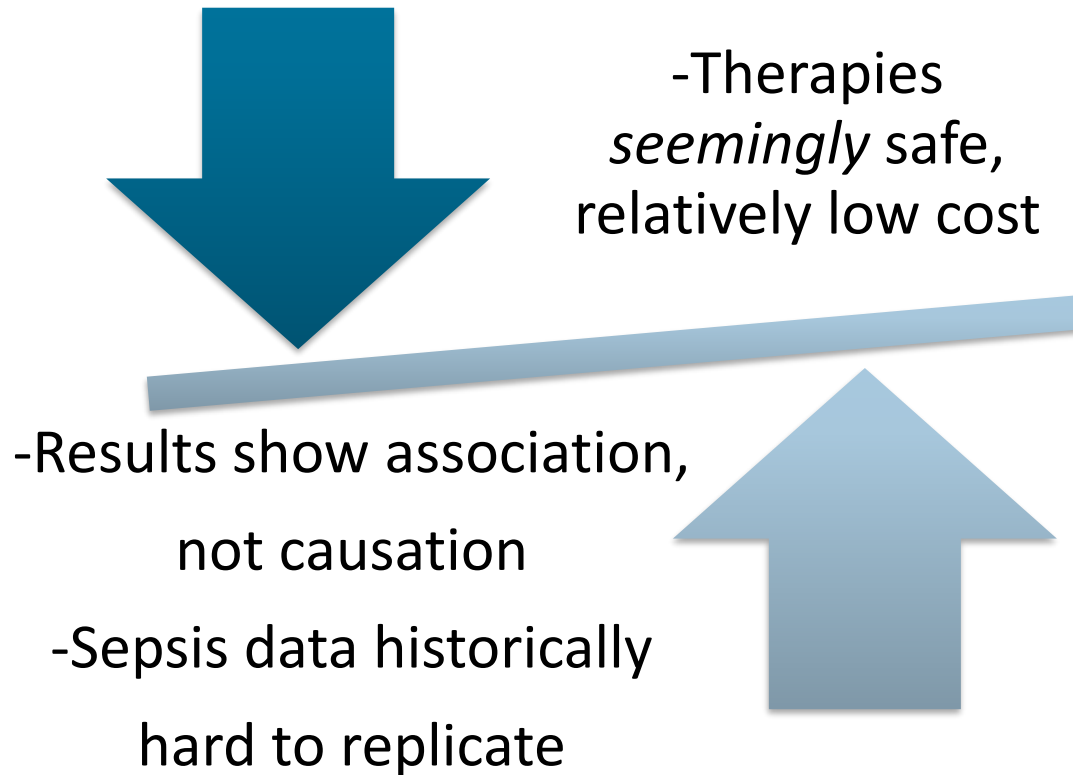 -Therapies
seemingly safe,
relatively low cost
-Results show association,
not causation
-Sepsis data historically
hard to replicate